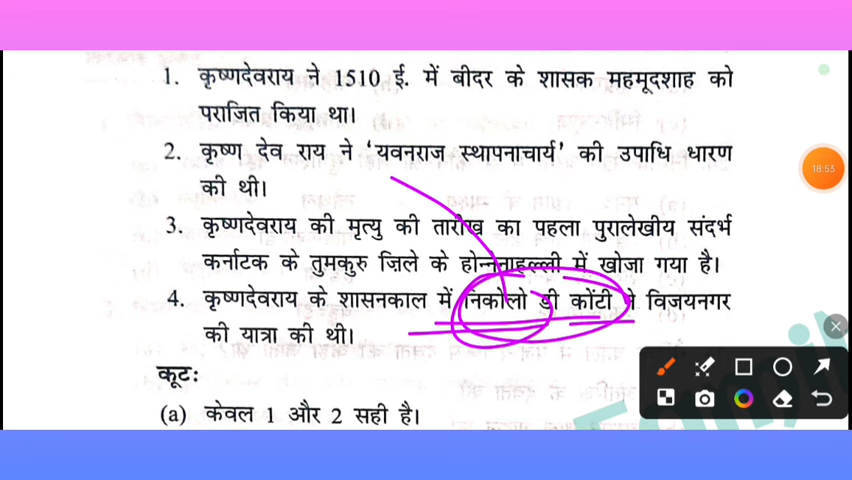 1. कृष्णदेवराय ने 1510 ई. में बीदर के शासक महमूदशाह को
पराजित किया था।
2. कृष्ण देव राय ने ‘यवनराज स्थापनाचार्य’ की उपाधि धारण
की थी।
3. कृष्णदेवराय की मृत्यु की तारीख का पहला पुरालेखीय संदर्भ
कर्नाटक के तुमकुरु ज़िले के होन्ननाहल्ली में खोजा गया है।
4. कृष्णदेवराय के शासनकाल में निकोलो डी कोंटी ने विजयनगर
की यात्रा की थी।
कूटः
(a) केवल 1 और 2 सही है।
18:53